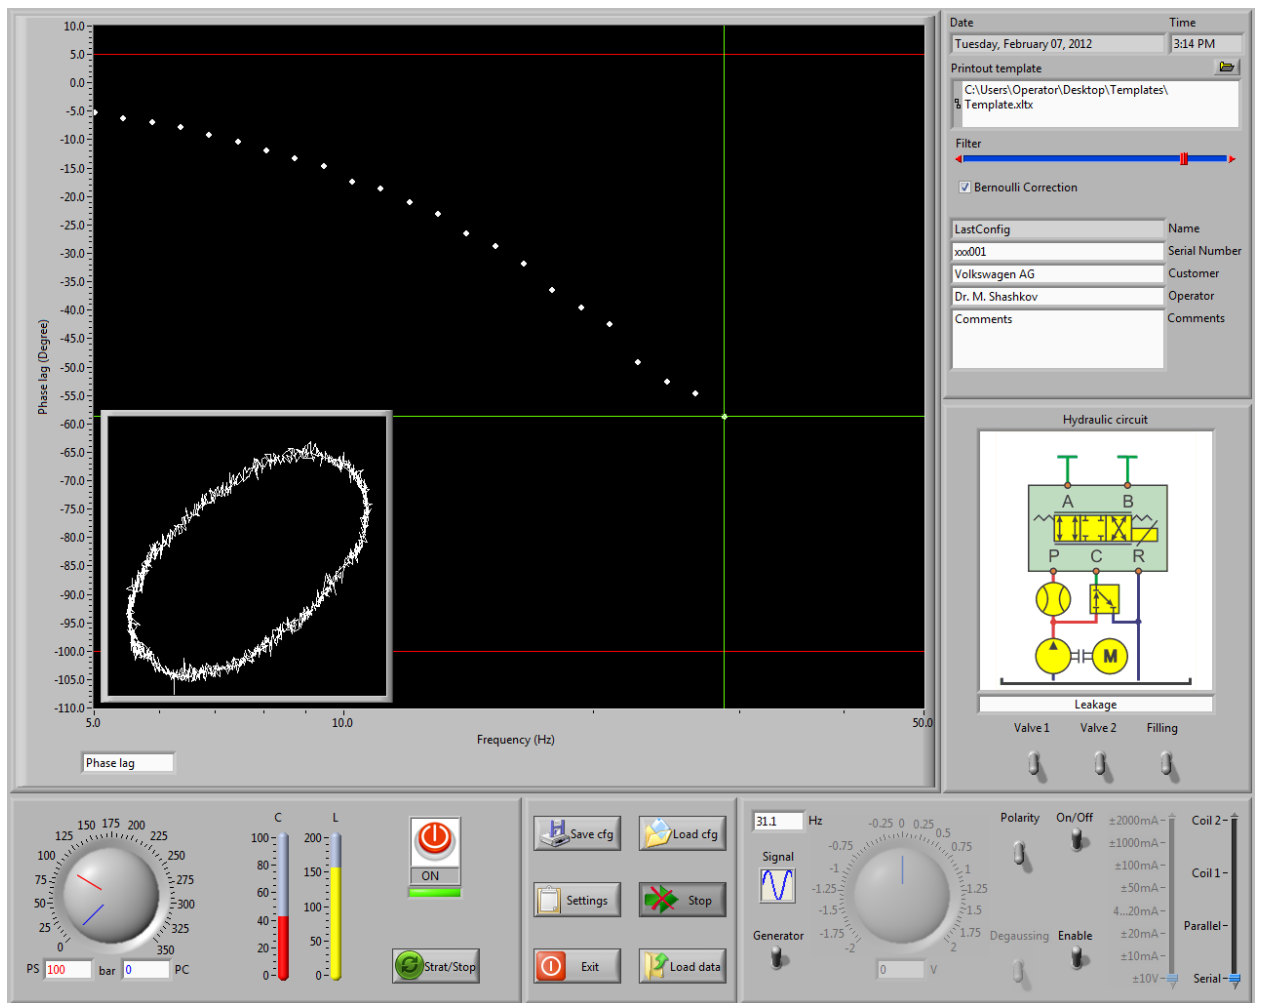 10.0
5.0
0.0
-5.0
-10.0
-15.0
-20.0
-25.0
-30.0
-35.0
-40.0
-45.0
-50.0
-55.0
-60.0
-65.0
-70.0
-75.0
-80.0
-85.0
-90.0
-95.0
-100.0
-105.0
-110.0
Phase lag (Degree)
5.0 10.0 50.0
Frequency (Hz)
Phase lag
Date Time
Tuesday, February 07, 2012 3:14 PM
Printout template
C:\Users\Operator\Desktop\Templates\
Template.xltx
Filter
Bernoulli Correction
LastConfig Name
xxx001 Serial Number
Volkswagen AG Customer
Dr. M. Shashkov Operator
Comments Comments
Hydraulic circuit
A B
P C R
M
Leakage
Valve 1 Valve 2 Filling
0 25 50 75 100 125 150 175 200 225 250 275 300 325 350
PS 100 bar 0 PC
C L
100 80 60 40 20 0
200 150 100 50 0
ON
Strat/Stop
Save cfg Load cfg
Settings Stop
Exit Load data
31.1 Hz
Signal
Generator
-2 -1.75 -1.5 -1.25 -1 -0.75 -0.25 0 0.25 0.5 0.75 1 1.25 1.5 1.75 2
0 V
Polarity On/Off
Degaussing Enable
±2000mA
±1000mA
±100mA
±50mA
4...20mA
±20mA
±10mA
±10V
Coil 2
Coil 1
Parallel
Serial